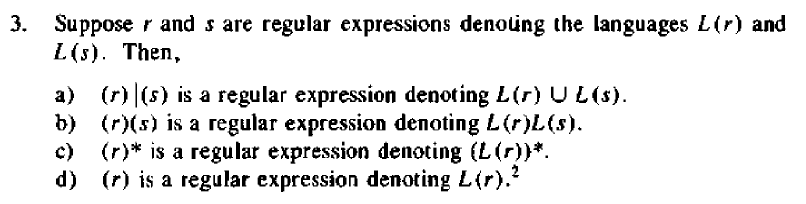 3. Suppose r and s are regular expressions denoting the languages L(r) and
L(s). Then,
a) (r)|(s) is a regular expression denoting L(r) ∪ L(s).
b) (r)(s) is a regular expression denoting L(r)L(s).
c) (r)* is a regular expression denoting (L(r))*.
d) (r) is a regular expression denoting L(r).²